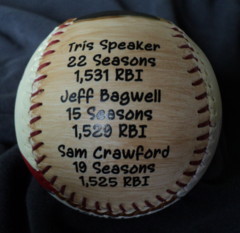 Tris Speaker
22 Seasons
1,531 RBI
Jeff Bagwell
15 Seasons
1,529 RBI
Sam Crawford
19 Seasons
1,525 RBI